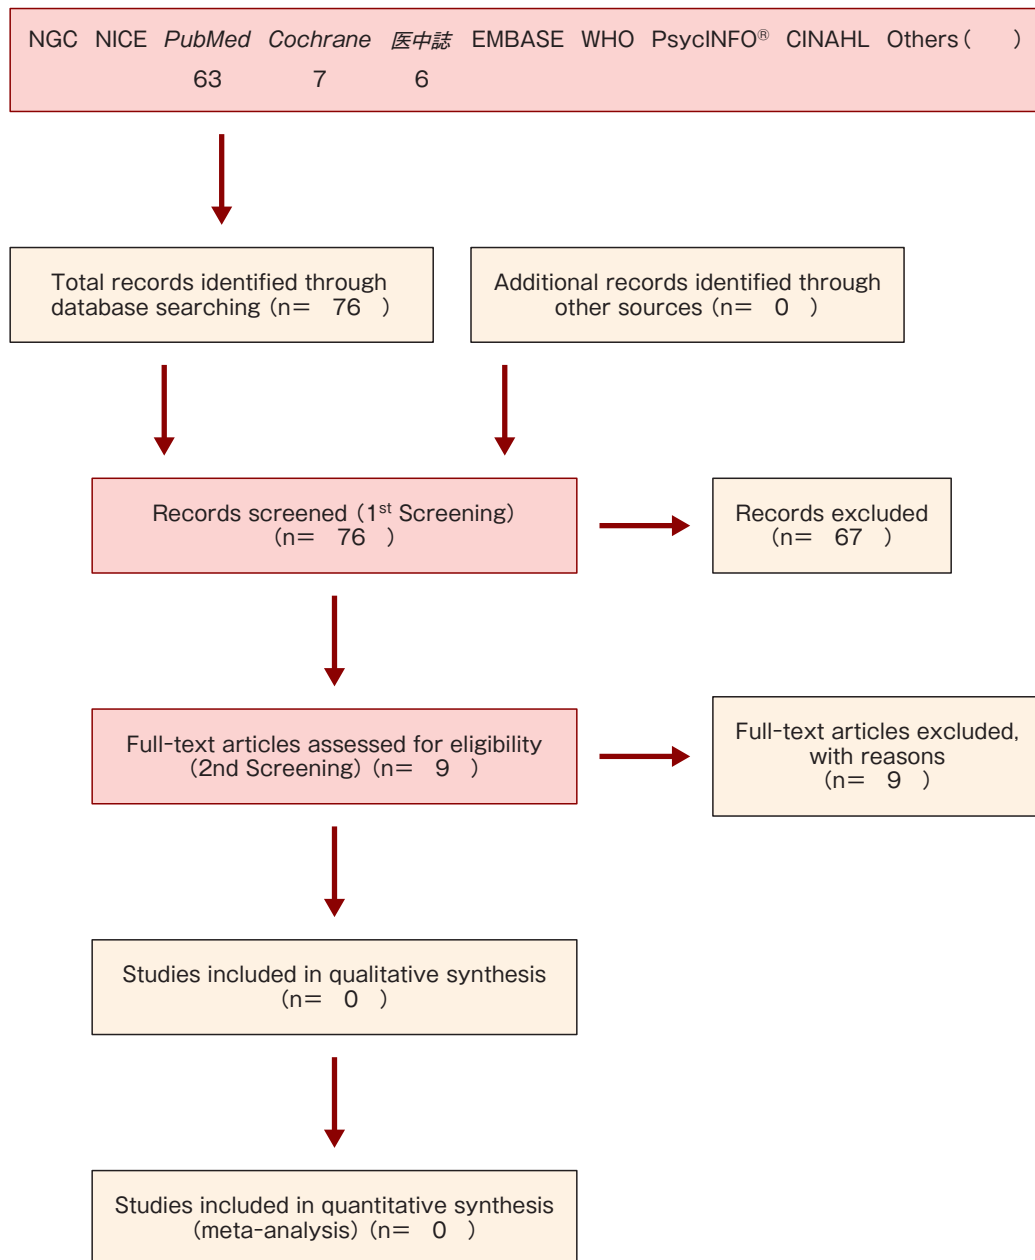 NGC NICE PubMed Cochrane 医中誌 EMBASE WHO PsycINFO® CINAHL Others (    )
63 7 6
Total records identified through
database searching (n= 76 )
Additional records identified through
other sources (n= 0 )
Records screened (1st Screening)
(n= 76 )
Records excluded
(n= 67 )
Full-text articles assessed for eligibility
(2nd Screening) (n= 9 )
Full-text articles excluded,
with reasons
(n= 9 )
Studies included in qualitative synthesis
(n= 0 )
Studies included in quantitative synthesis
(meta-analysis) (n= 0 )